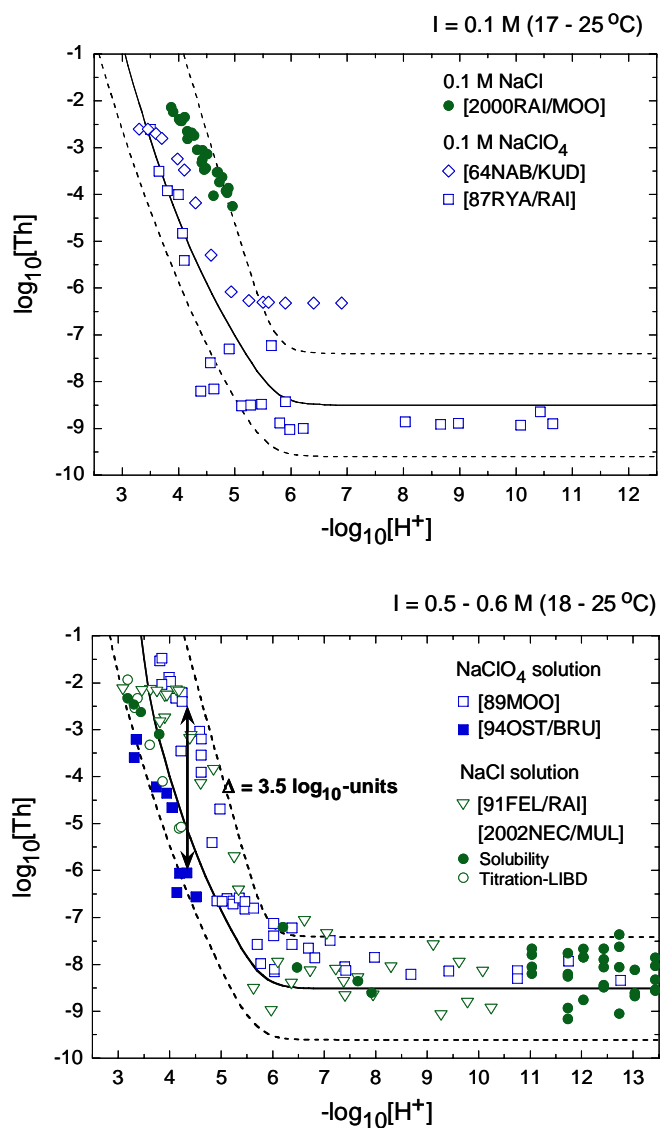 I = 0.1 M (17 - 25 °C)
-1
-2
-3
-4
-5
-6
-7
-8
-9
-10
log10[Th]
0.1 M NaCl
[2000RAI/MOO]
0.1 M NaClO4
[64NAB/KUD]
[87RYA/RAI]
3 4 5 6 7 8 9 10 11 12
-log10[H+]
I = 0.5 - 0.6 M (18 - 25 °C)
-1
-2
-3
-4
-5
-6
-7
-8
-9
-10
log10[Th]
NaClO4 solution
[89MOO]
[94OST/BRU]
NaCl solution
[91FEL/RAI]
[2002NEC/MUL]
Solubility
Titration-LIBD
Δ = 3.5 log10-units
3 4 5 6 7 8 9 10 11 12 13
-log10[H+]